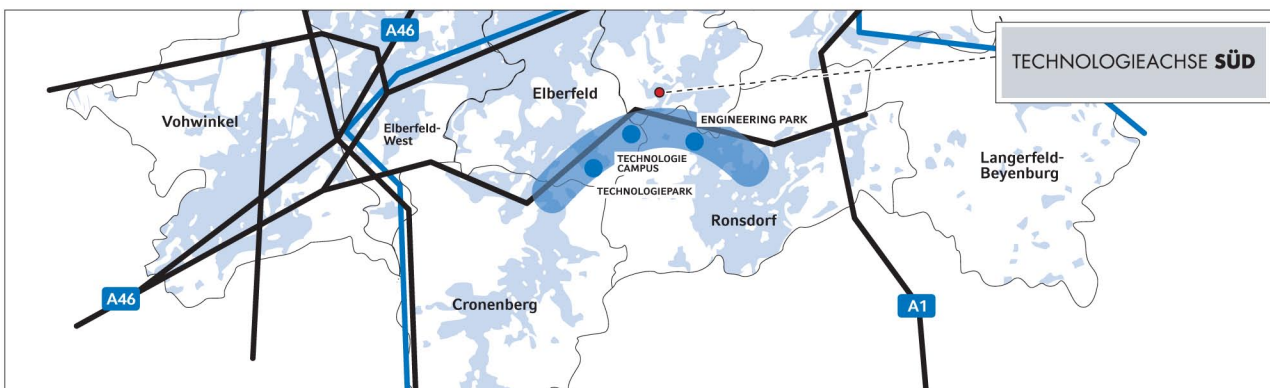 A46
TECHNOLOGIEACHSE SÜD
Elberfeld
Vohwinkel
ENGINEERING PARK
Elberfeld-
West
TECHNOLOGIE
CAMPUS
Langerfeld-
Beyenburg
TECHNOLOGIEPARK
Ronsdorf
A46
Cronenberg
A1